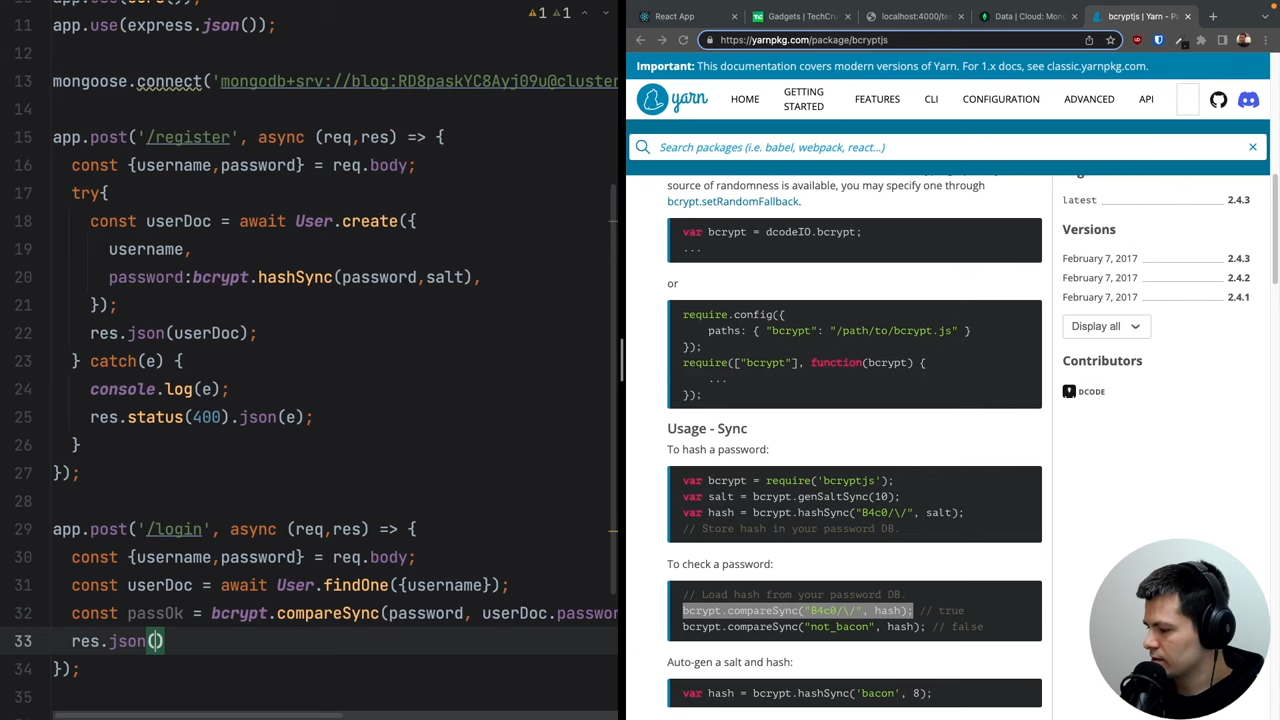 11 app.use(express.json());
12
13 mongoose.connect('mongodb+srv://blog:RD8paskYC8Ayj09u@cluster
14
15 app.post('/register', async (req,res) => {
16 const {username,password} = req.body;
17 try{
18 const userDoc = await User.create({
19 username,
20 password:bcrypt.hashSync(password,salt),
21 });
22 res.json(userDoc);
23 } catch(e) {
24 console.log(e);
25 res.status(400).json(e);
26 }
27 });
28
29 app.post('/login', async (req,res) => {
30 const {username,password} = req.body;
31 const userDoc = await User.findOne({username});
32 const passOk = bcrypt.compareSync(password, userDoc.passw
33 res.json()
34 });
35
1 1
React App
Gadgets | TechCru
localhost:4000/te
Data | Cloud: Mon
bcryptjs | Yarn - Pa
https://yarnpkg.com/package/bcryptjs
Important: This documentation covers modern versions of Yarn. For 1.x docs, see classic.yarnpkg.com.
yarn
HOME
GETTING
STARTED
FEATURES
CLI
CONFIGURATION
ADVANCED
API
Search packages (i.e. babel, webpack, react...)
source of randomness is available, you may specify one through
bcrypt.setRandomFallback.
var bcrypt = dcodeIO.bcrypt;
...
or
require.config({
paths: { "bcrypt": "/path/to/bcrypt.js" }
});
require(["bcrypt"], function(bcrypt) {
...
});
Usage - Sync
To hash a password:
var bcrypt = require('bcryptjs');
var salt = bcrypt.genSaltSync(10);
var hash = bcrypt.hashSync("B4c0/\/", salt);
// Store hash in your password DB.
To check a password:
// Load hash from your password DB.
bcrypt.compareSync("B4c0/\/", hash); // true
bcrypt.compareSync("not_bacon", hash); // false
Auto-gen a salt and hash:
var hash = bcrypt.hashSync('bacon', 8);
latest 2.4.3
Versions
February 7, 2017 2.4.3
February 7, 2017 2.4.2
February 7, 2017 2.4.1
Display all
Contributors
DCODE